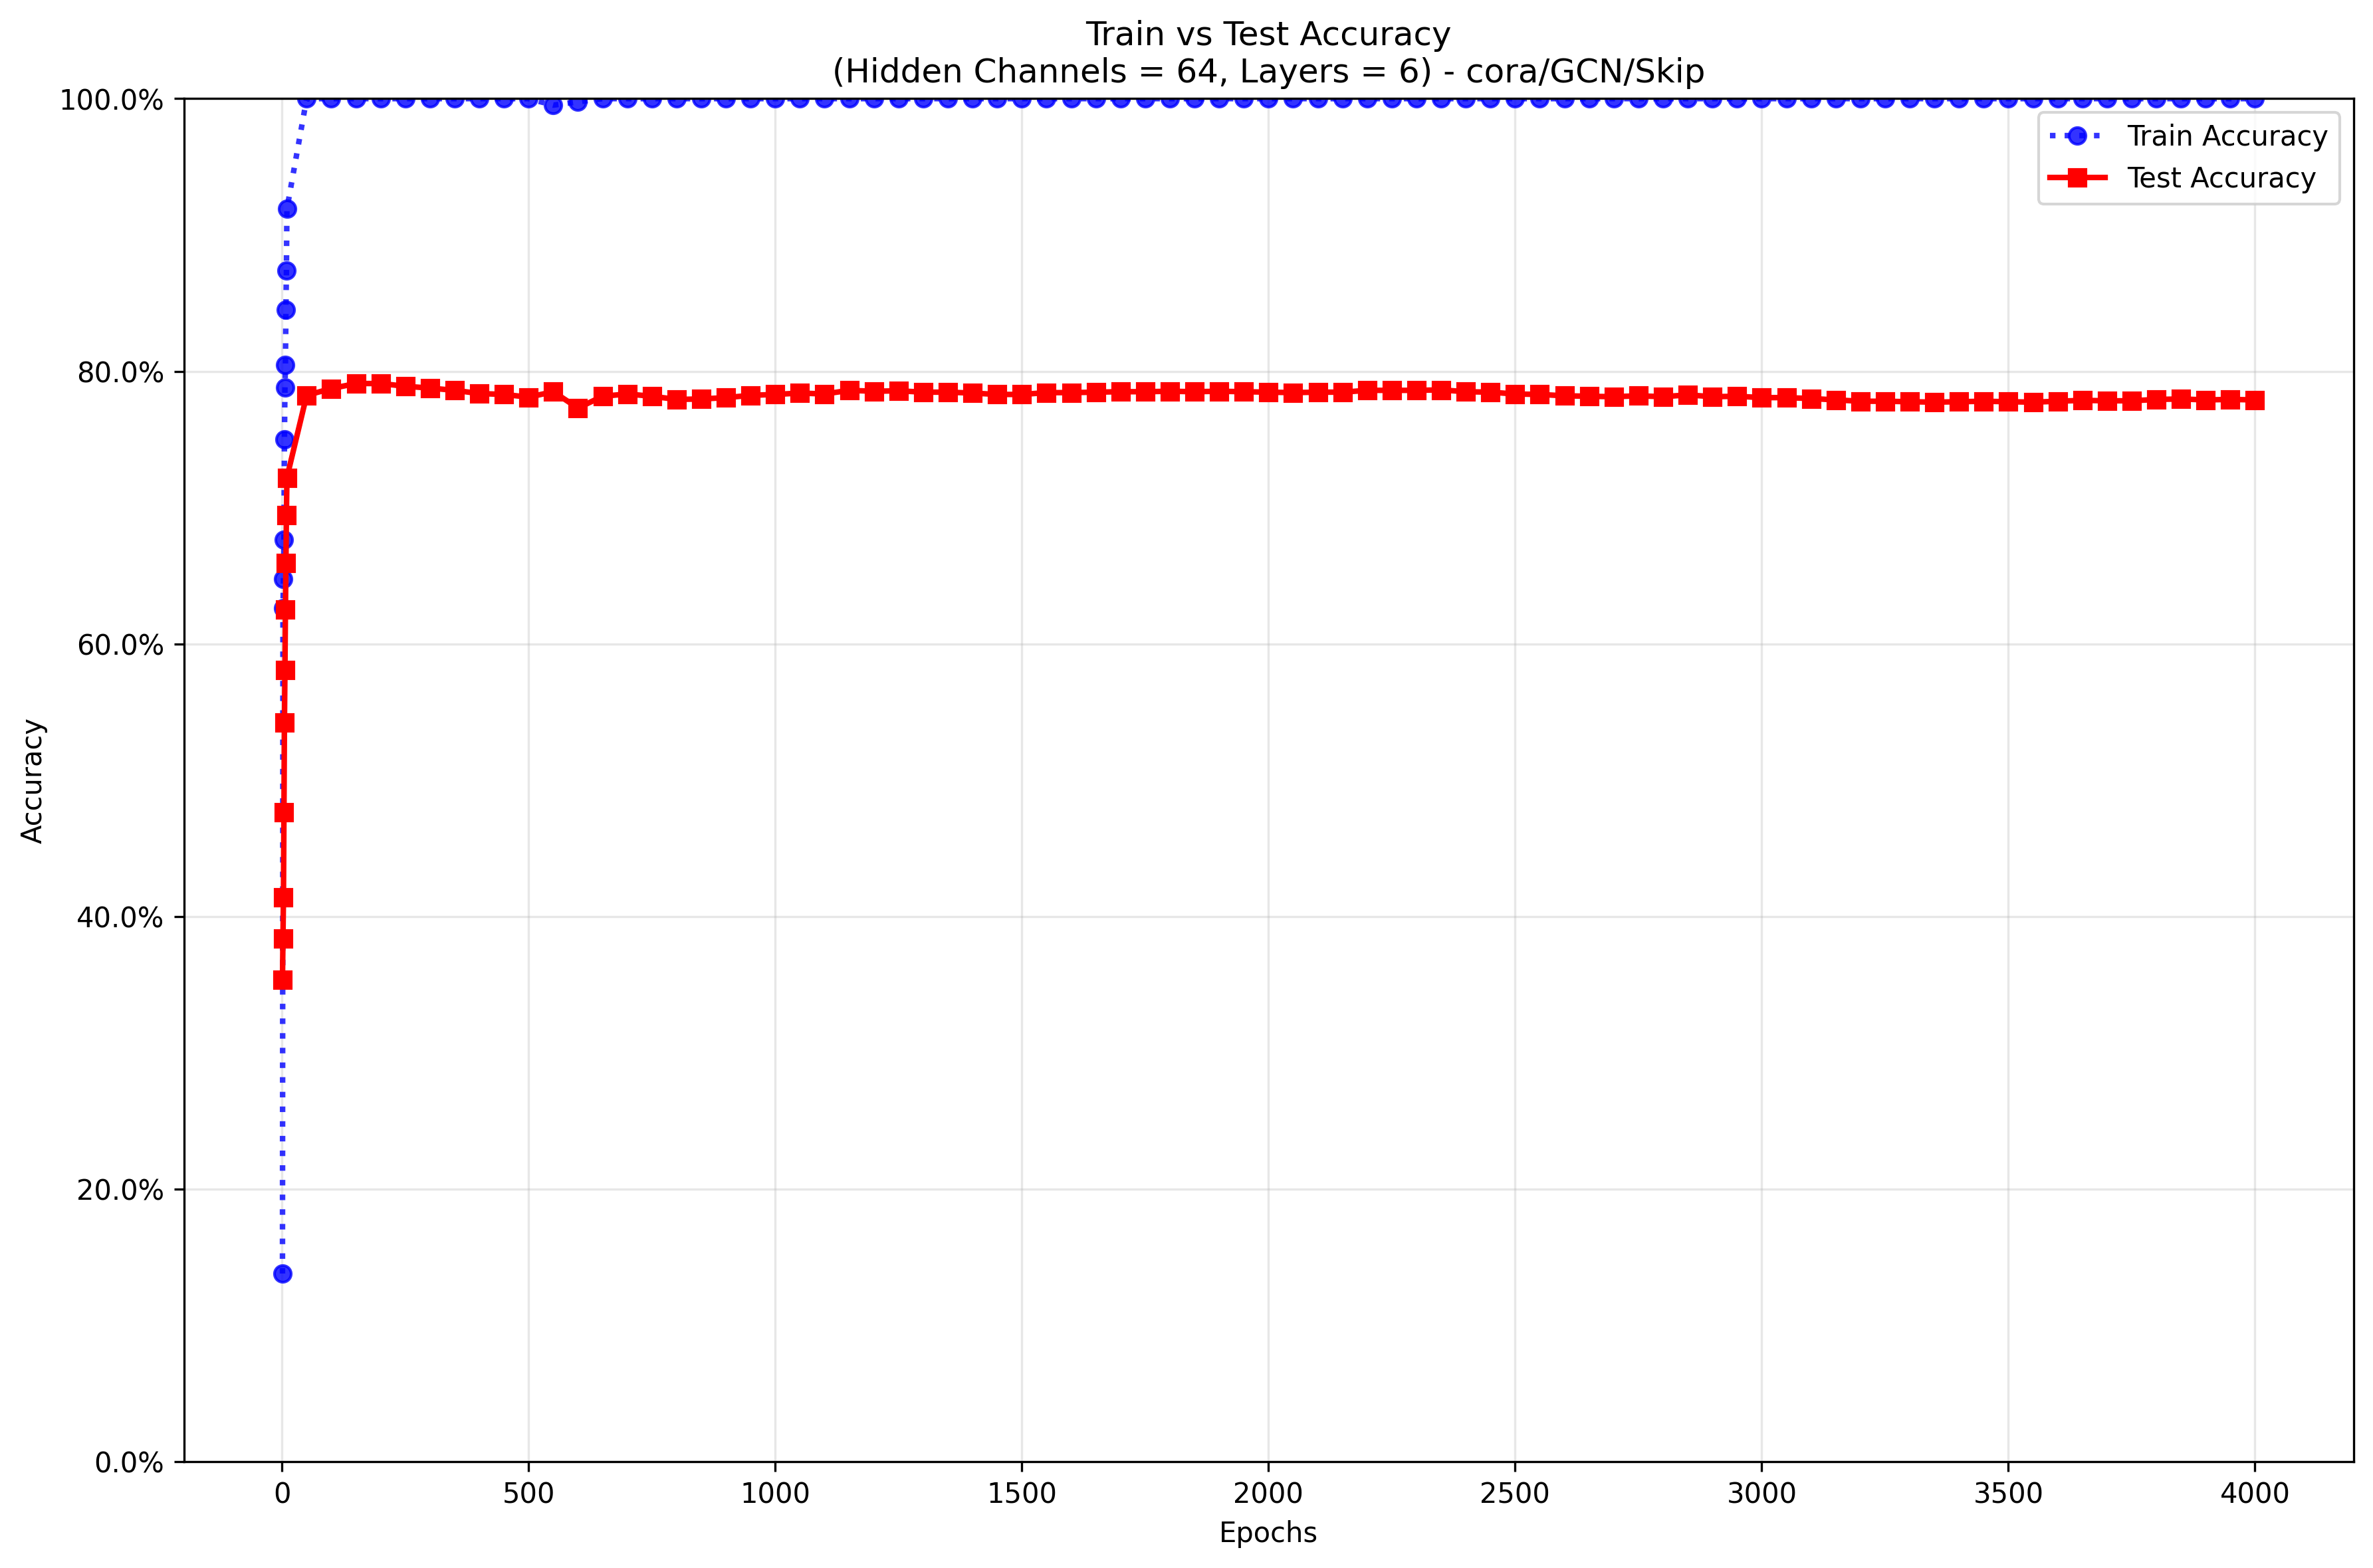 Train vs Test Accuracy
(Hidden Channels = 64, Layers = 6) - cora/GCN/Skip
100.0%
80.0%
60.0%
40.0%
20.0%
0.0%
Accuracy
Train Accuracy
Test Accuracy
0 500 1000 1500 2000 2500 3000 3500 4000
Epochs